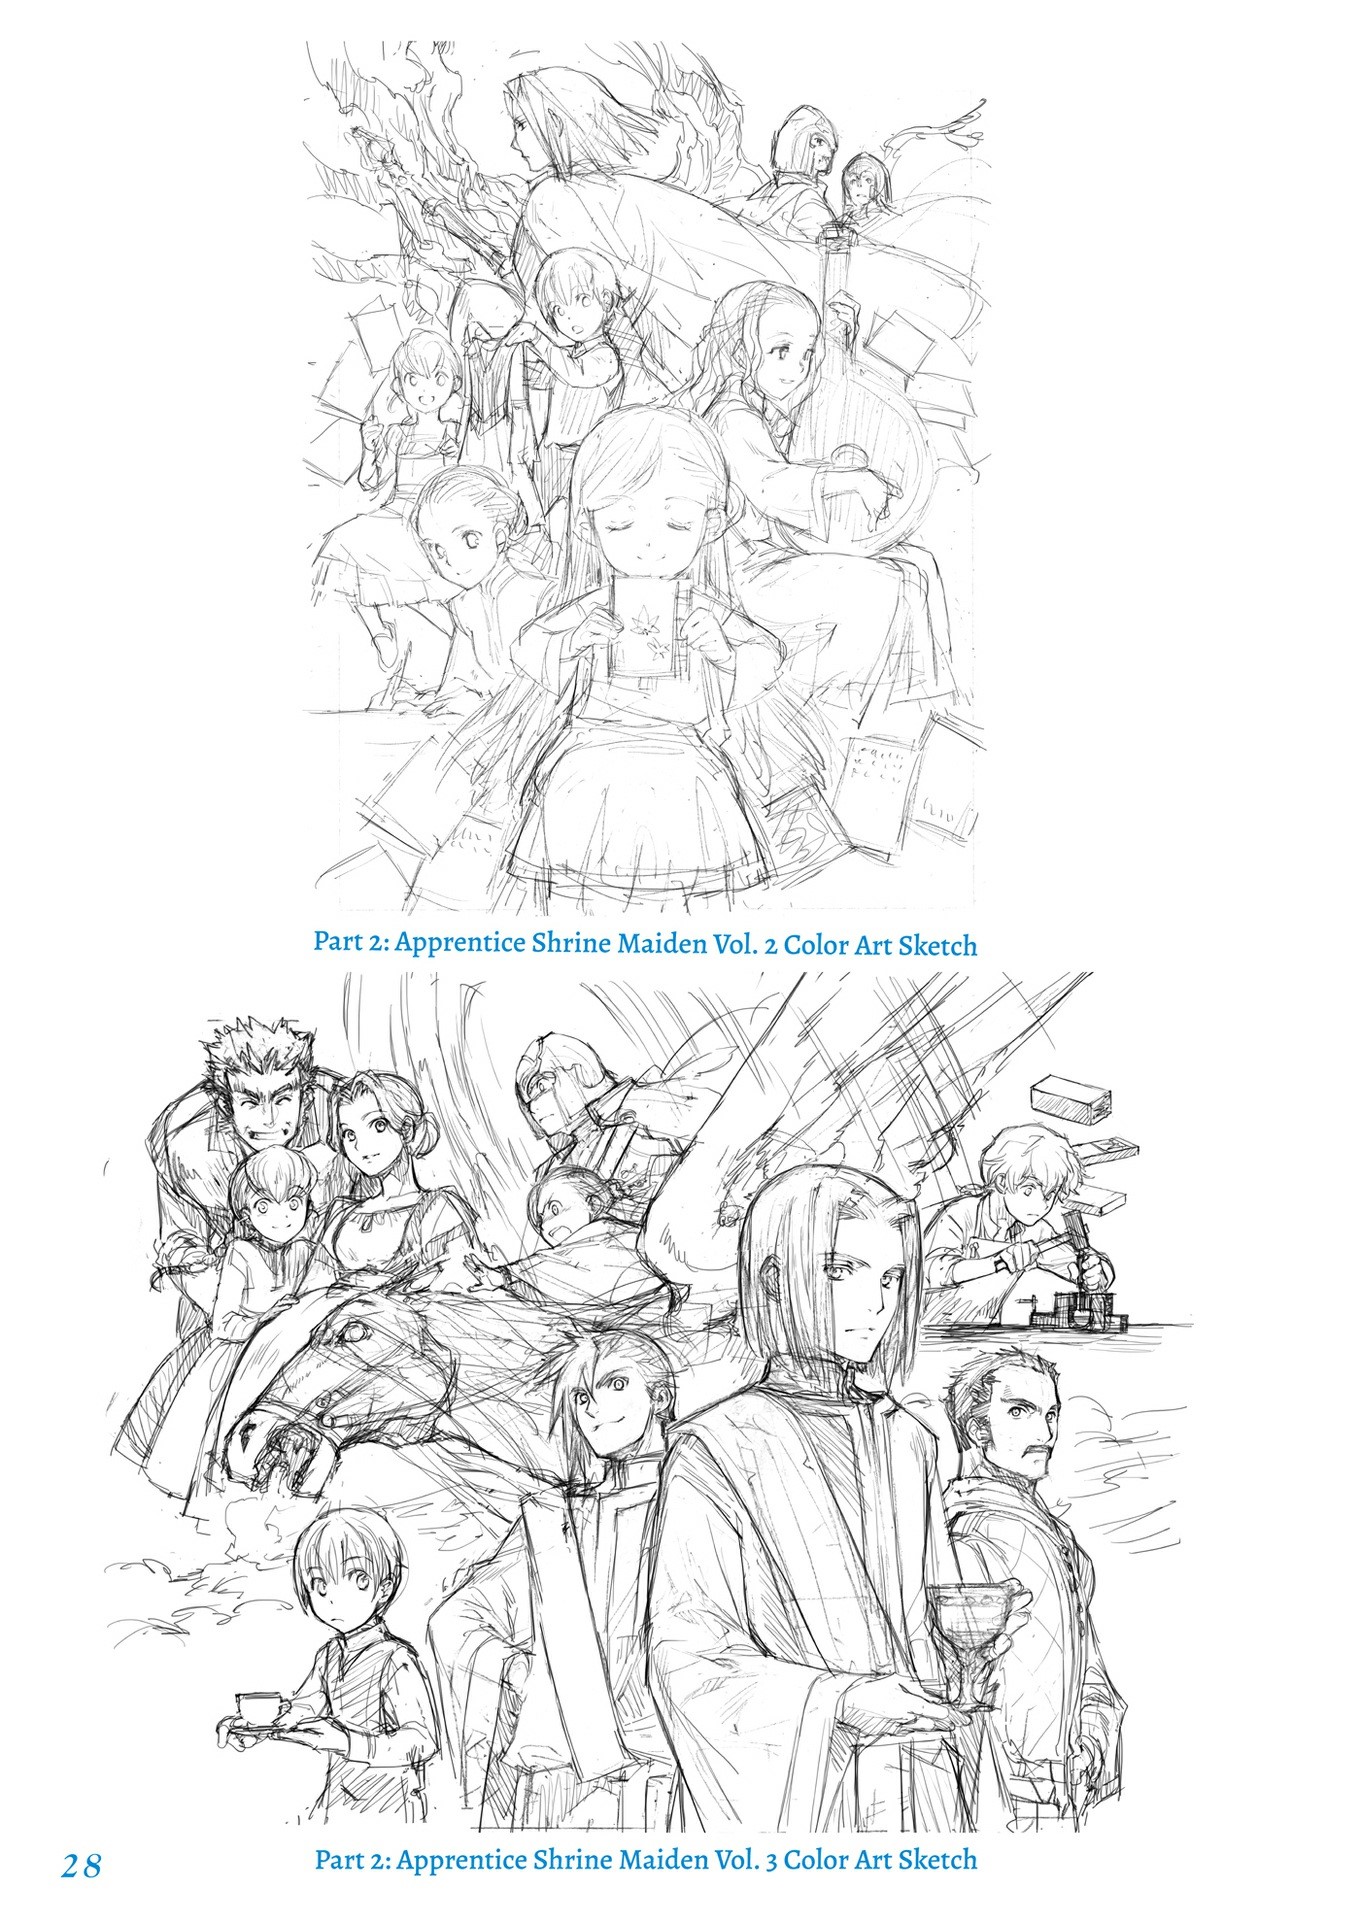 Part 2: Apprentice Shrine Maiden Vol. 2 Color Art Sketch
Part 2: Apprentice Shrine Maiden Vol. 3 Color Art Sketch
28